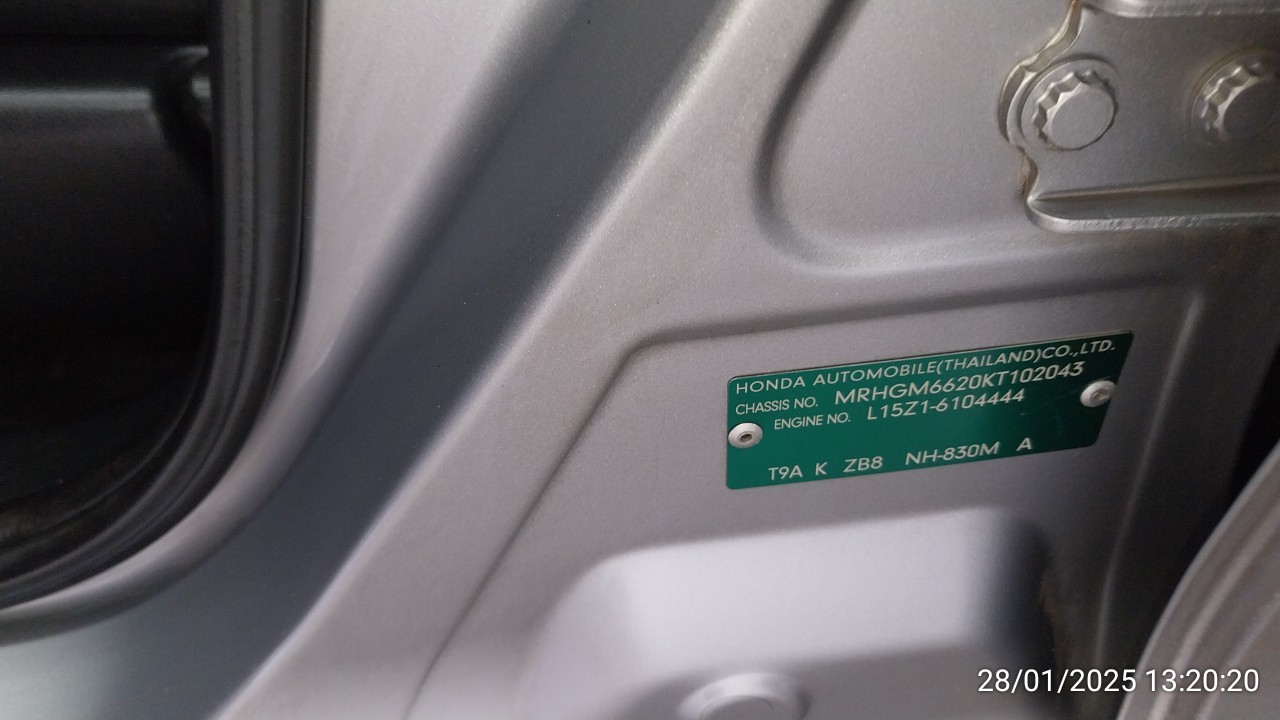 HONDA AUTOMOBILE(THAILAND)CO.,LTD.
CHASSIS NO. MRHGM6620KT102043
ENGINE NO. L15Z1-6104444
T9A K ZB8 NH-830M A
28/01/2025 13:20:20